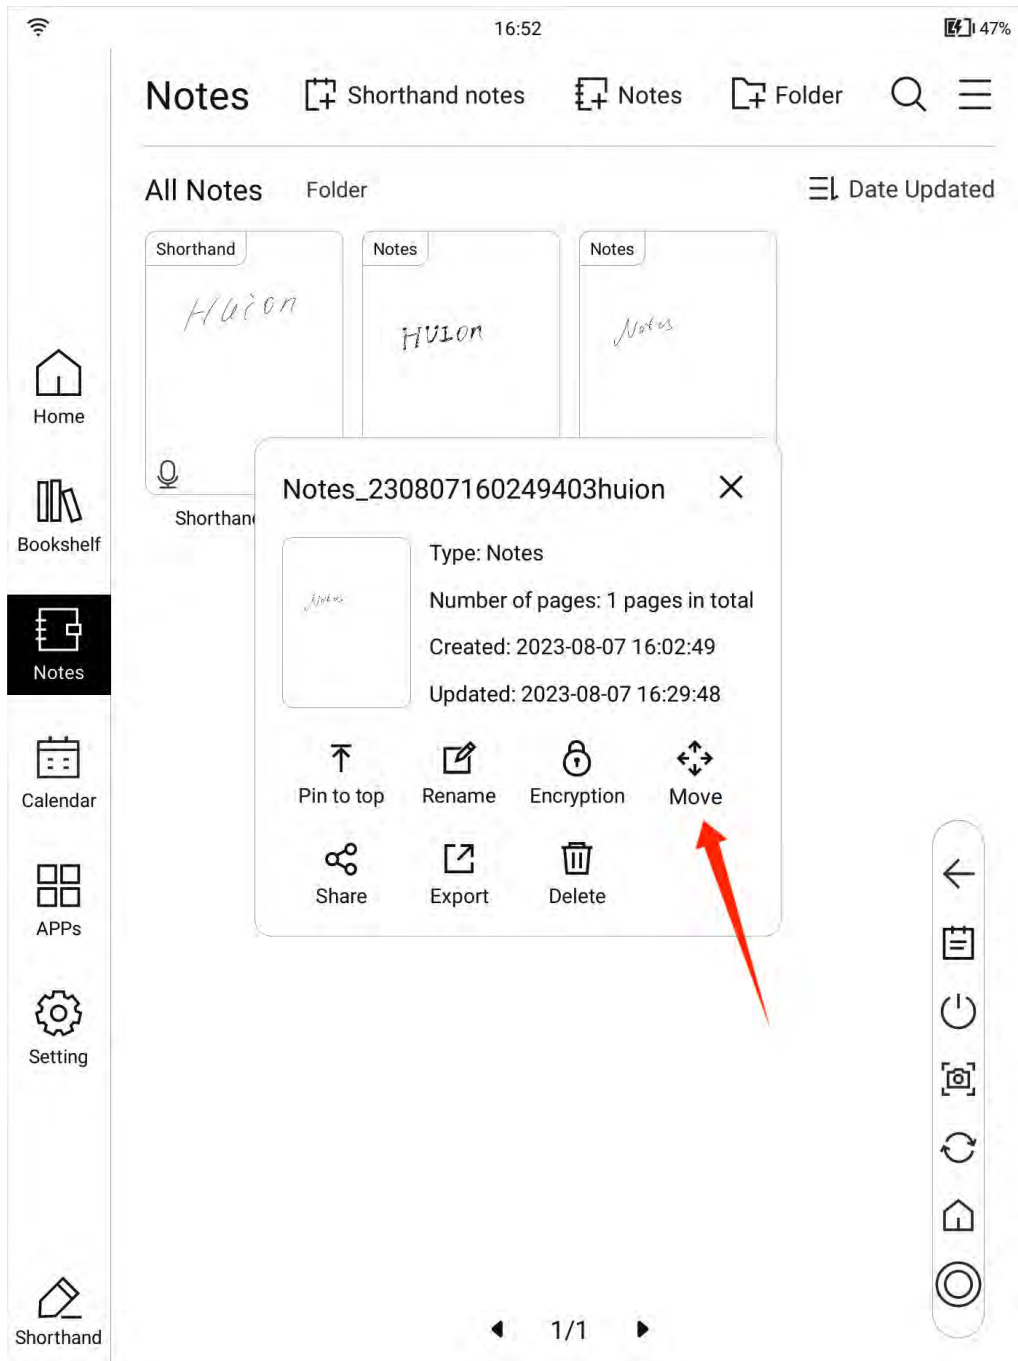 16:52
47%
Notes
Shorthand notes
Notes
Folder
All Notes
Folder
Date Updated
Shorthand
Notes
Notes
Huion
HUION
Notes
Shorthan
Home
Bookshelf
Notes
Calendar
APPs
Setting
Shorthand
Notes_230807160249403huion
Notes
Type: Notes
Number of pages: 1 pages in total
Created: 2023-08-07 16:02:49
Updated: 2023-08-07 16:29:48
Pin to top
Rename
Encryption
Move
Share
Export
Delete
1/1